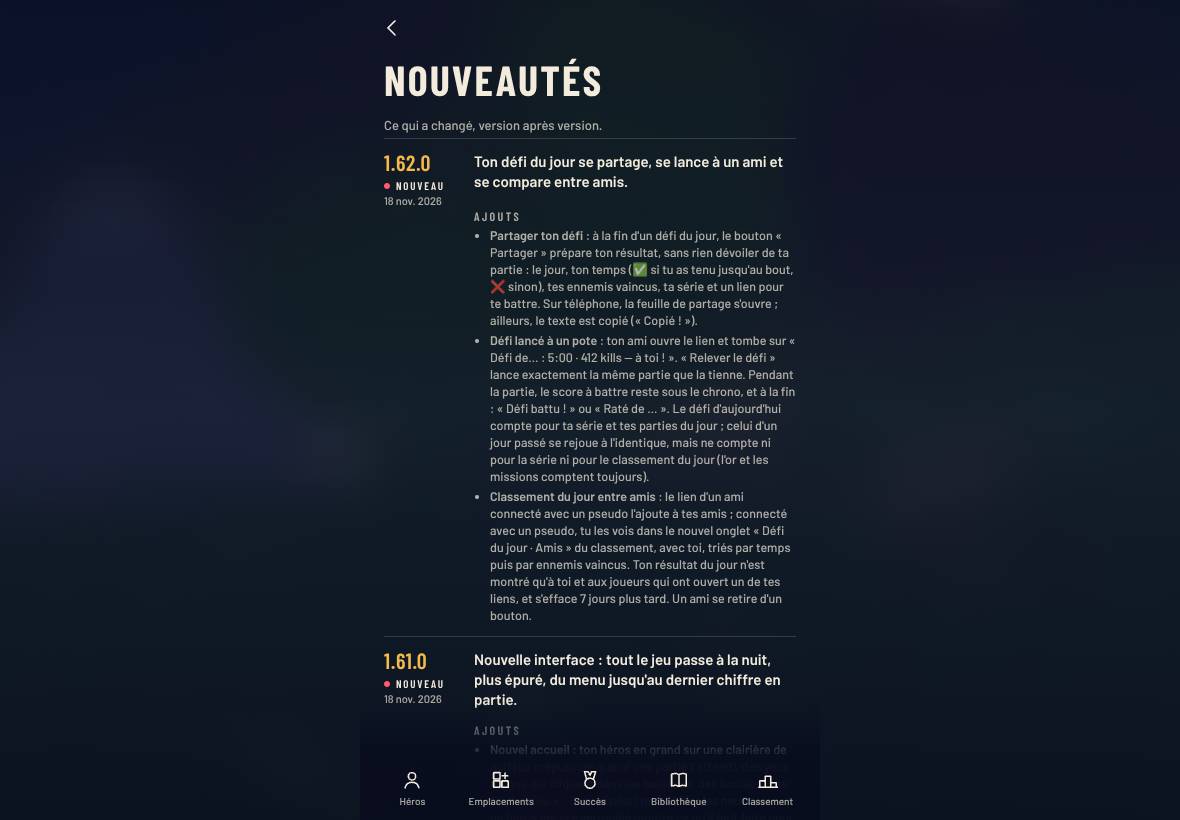 NOUVEAUTÉS
Ce qui a changé, version après version.
1.62.0
NOUVEAU
18 nov. 2026
Ton défi du jour se partage, se lance à un ami et
se compare entre amis.
AJOUTS
• Partager ton défi : à la fin d'un défi du jour, le bouton «
Partager » prépare ton résultat, sans rien dévoiler de ta
partie : le jour, ton temps (✅ si tu as tenu jusqu'au bout,
❌ sinon), tes ennemis vaincus, ta série et un lien pour
te battre. Sur téléphone, la feuille de partage s'ouvre ;
ailleurs, le texte est copié (« Copié ! »).
• Défi lancé à un pote : ton ami ouvre le lien et tombe sur «
Défi de… : 5:00 · 412 kills — à toi ! ». « Relever le défi »
lance exactement la même partie que la tienne. Pendant
la partie, le score à battre reste sous le chrono, et à la fin
: « Défi battu ! » ou « Raté de … ». Le défi d'aujourd'hui
compte pour ta série et tes parties du jour ; celui d'un
jour passé se rejoue à l'identique, mais ne compte ni
pour la série ni pour le classement du jour (l'or et les
missions comptent toujours).
• Classement du jour entre amis : le lien d'un ami
connecté avec un pseudo l'ajoute à tes amis ; connecté
avec un pseudo, tu les vois dans le nouvel onglet « Défi
du jour · Amis » du classement, avec toi, triés par temps
puis par ennemis vaincus. Ton résultat du jour n'est
montré qu'à toi et aux joueurs qui ont ouvert un de tes
liens, et s'efface 7 jours plus tard. Un ami se retire d'un
bouton.
1.61.0
NOUVEAU
18 nov. 2026
Nouvelle interface : tout le jeu passe à la nuit,
plus épuré, du menu jusqu'au dernier chiffre en
partie.
AJOUTS
• Nouvel accueil : ton héros en grand sur une clairière de
Héros
Emplacements
Succès
Bibliothèque
Classement